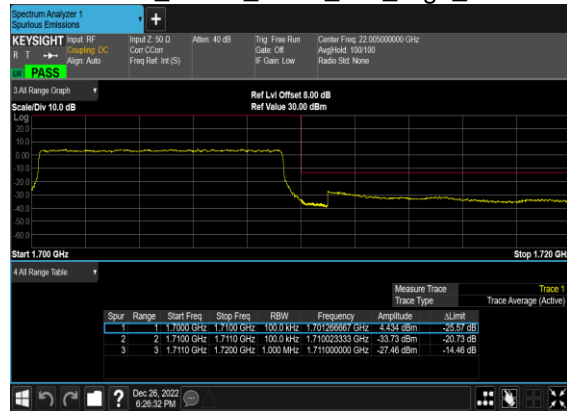 Spectrum Analyzer 1
Spurious Emissions
KEYSIGHT
R T
LW PASS
Input: RF
Coupling: DC
Align: Auto
Input Z: 50 Ω
Corr CCorr
Freq Ref: Int (S)
Atten: 40 dB
Trig: Free Run
Gate: Off
IF Gain: Low
Center Freq: 22.005000000 GHz
Avg|Hold: 100/100
Radio Std: None
3 All Range Graph
Scale/Div 10.0 dB
Ref Lvl Offset 8.00 dB
Ref Value 30.00 dBm
Log
20.0
10.0
0.00
-10.0
-20.0
-30.0
-40.0
-50.0
-60.0
Start 1.700 GHz
Stop 1.720 GHz
4 All Range Table
Measure Trace Trace 1
Trace Type Trace Average (Active)
Spur Range Start Freq Stop Freq RBW Frequency Amplitude ΔLimit
1 1 1.7000 GHz 1.7100 GHz 100.0 kHz 1.701266667 GHz 4.434 dBm -25.57 dB
2 2 1.7100 GHz 1.7110 GHz 100.0 kHz 1.710023333 GHz -33.73 dBm -20.73 dB
3 3 1.7110 GHz 1.7200 GHz 1.000 MHz 1.711000000 GHz -27.46 dBm -14.46 dB
Dec 26, 2022
6:26:32 PM